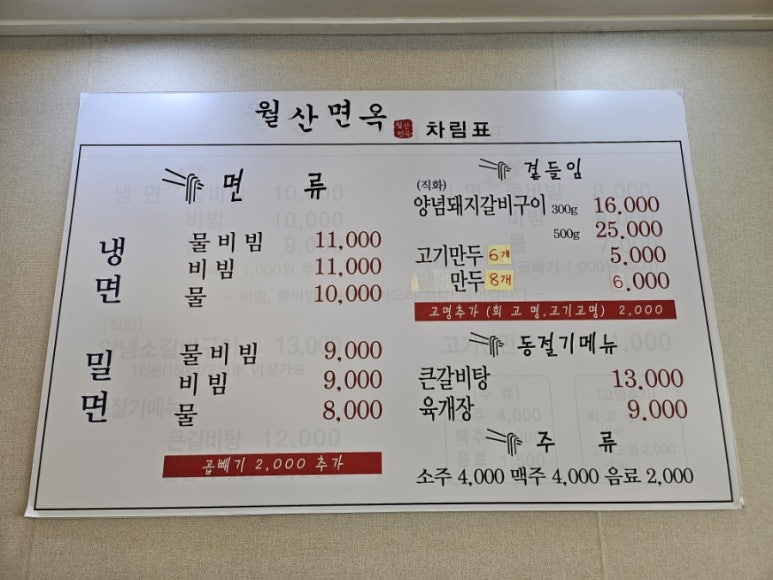 월산면옥 월산면옥 차림표
면 류
냉면
물비빔 11,000
비빔 11,000
물 10,000
밀면
물비빔 9,000
비빔 9,000
물 8,000
곱빼기 2,000 추가
곁들임
(직화)
양념돼지갈비구이 300g 16.000
500g 25.000
고기만두 6개 5.000
만두 8개 6.000
고명추가 (회고명,고기고명) 2,000
동절기메뉴
큰갈비탕 13.000
육개장 9.000
주 류
소주 4,000 맥주 4,000 음료 2,000